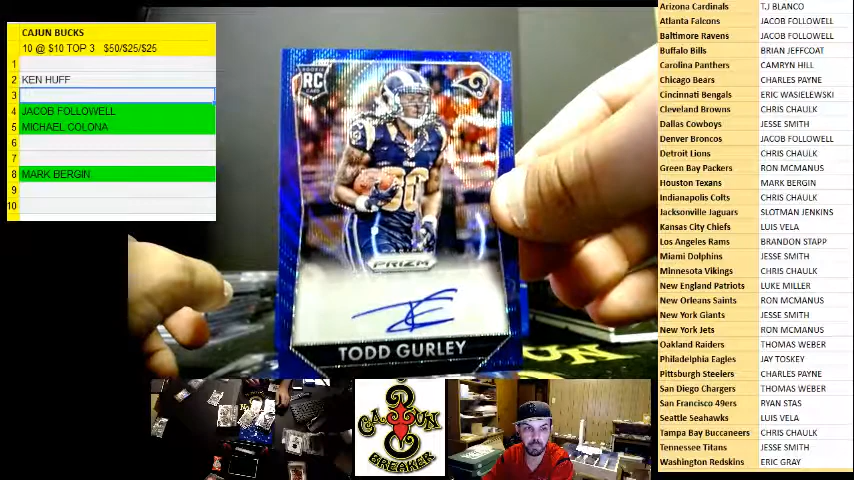 CAJUN BUCKS
10 @ $10 TOP 3 $50/$25/$25
1
2 KEN HUFF
3
4 JACOB FOLLOWELL
5 MICHAEL COLONA
6
7
8 MARK BERGIN
9
10
ROOKIE
RC
CARD
30
PRIZM
TODD GURLEY
CAJUN
BREAKER
Arizona Cardinals T.J BLANCO
Atlanta Falcons JACOB FOLLOWELL
Baltimore Ravens JACOB FOLLOWELL
Buffalo Bills BRIAN JEFFCOAT
Carolina Panthers CAMRYN HILL
Chicago Bears CHARLES PAYNE
Cincinnati Bengals ERIC WASIELEWSKI
Cleveland Browns CHRIS CHAULK
Dallas Cowboys JESSE SMITH
Denver Broncos JACOB FOLLOWELL
Detroit Lions CHRIS CHAULK
Green Bay Packers RON MCMANUS
Houston Texans MARK BERGIN
Indianapolis Colts CHRIS CHAULK
Jacksonville Jaguars SLOTMAN JENKINS
Kansas City Chiefs LUIS VELA
Los Angeles Rams BRANDON STAPP
Miami Dolphins JESSE SMITH
Minnesota Vikings CHRIS CHAULK
New England Patriots LUKE MILLER
New Orleans Saints RON MCMANUS
New York Giants JESSE SMITH
New York Jets RON MCMANUS
Oakland Raiders THOMAS WEBER
Philadelphia Eagles JAY TOSKEY
Pittsburgh Steelers CHARLES PAYNE
San Diego Chargers THOMAS WEBER
San Francisco 49ers RYAN STAS
Seattle Seahawks LUIS VELA
Tampa Bay Buccaneers CHRIS CHAULK
Tennessee Titans JESSE SMITH
Washington Redskins ERIC GRAY